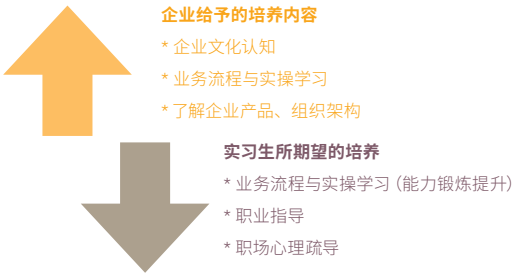 企业给予的培养内容
* 企业文化认知
* 业务流程与实操学习
* 了解企业产品、组织架构
实习生所期望的培养
* 业务流程与实操学习（能力锻炼提升）
* 职业指导
* 职场心理疏导